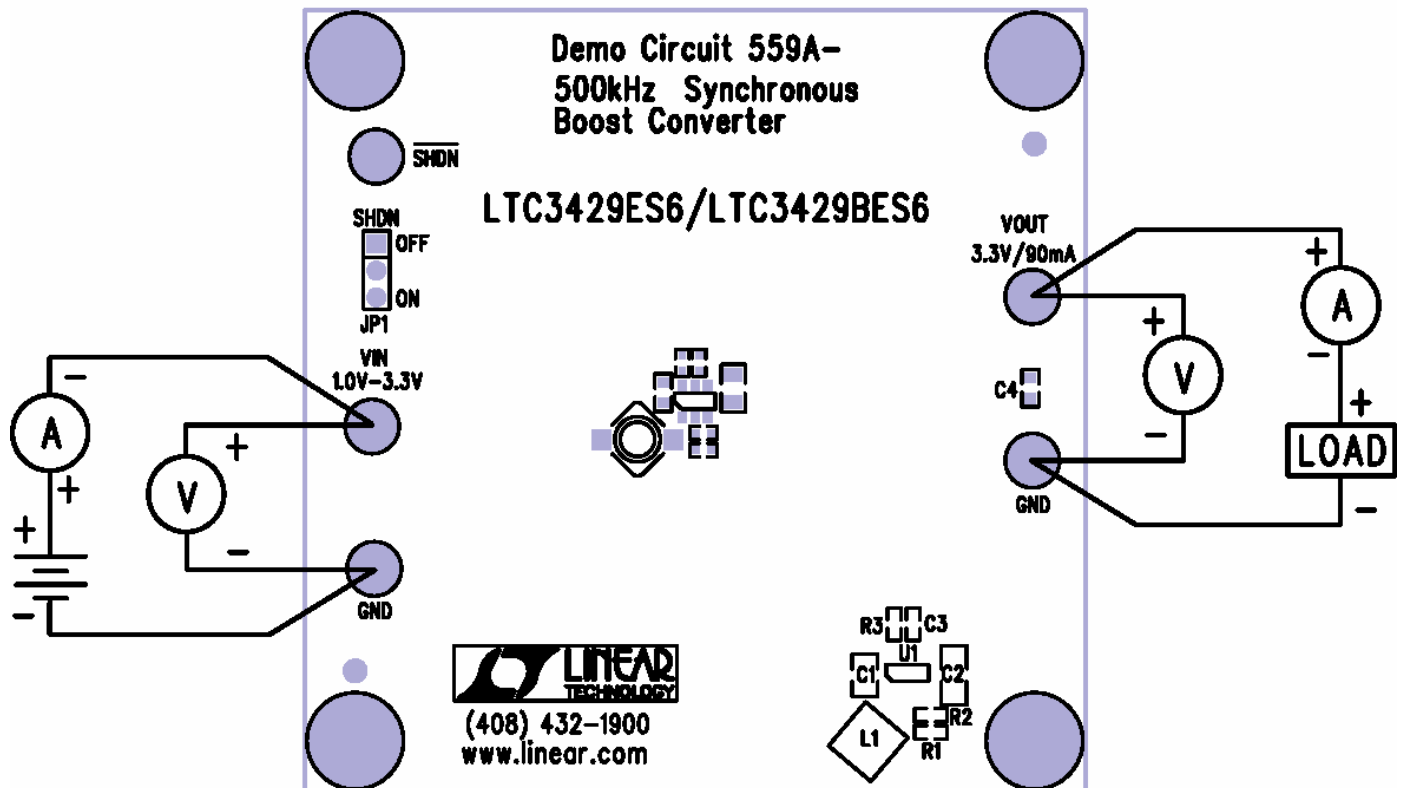 Demo Circuit 559A-
500kHz Synchronous
Boost Converter
SHDN
LTC3429ES6/LTC3429BES6
SHDN
OFF
ON
JP1
VIN
1.0V-3.3V
GND
A
-
+
+
-
V
+
-
VOUT
3.3V/90mA
C4
GND
V
+
-
A
+
-
+
LOAD
-
LINEAR
TECHNOLOGY
(408) 432-1900
www.linear.com
R3
C3
U1
C1
C2
R2
L1
R1